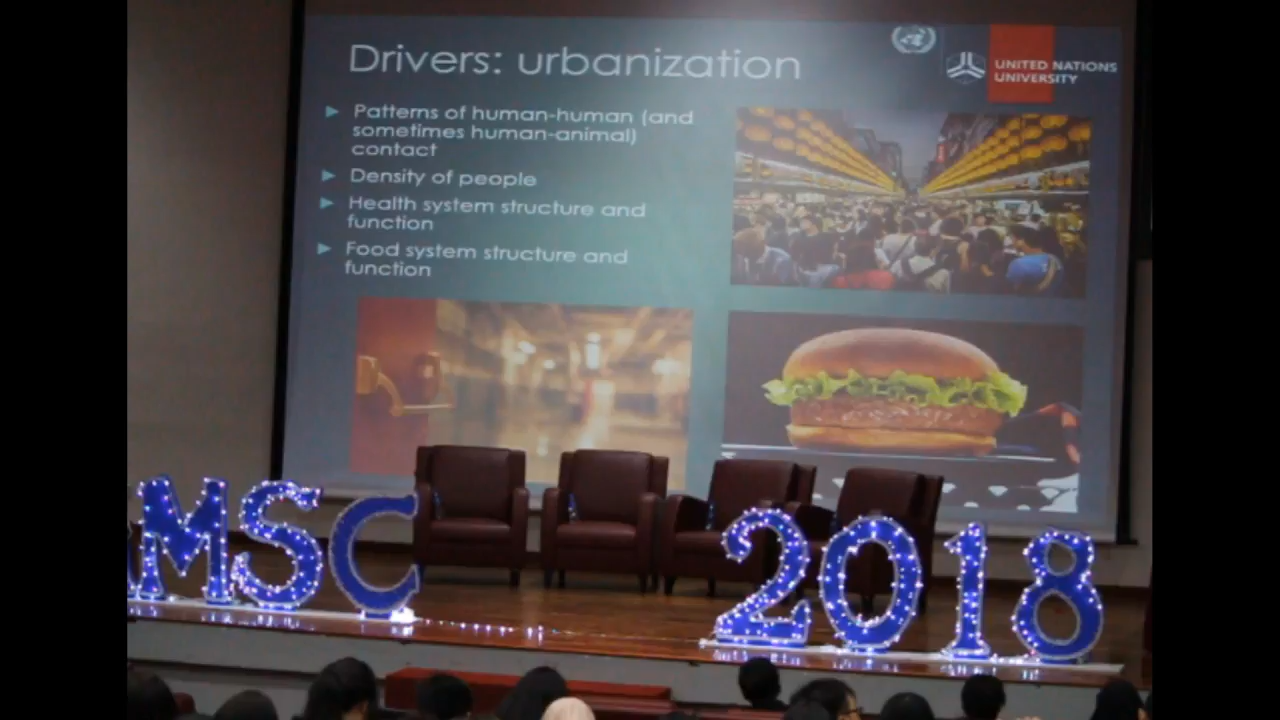 Drivers: urbanization
UNITED NATIONS
UNIVERSITY
Patterns of human-human (and
sometimes human-animal)
contact
Density of people
Health system structure and
function
Food system structure and
function
MSC 2018